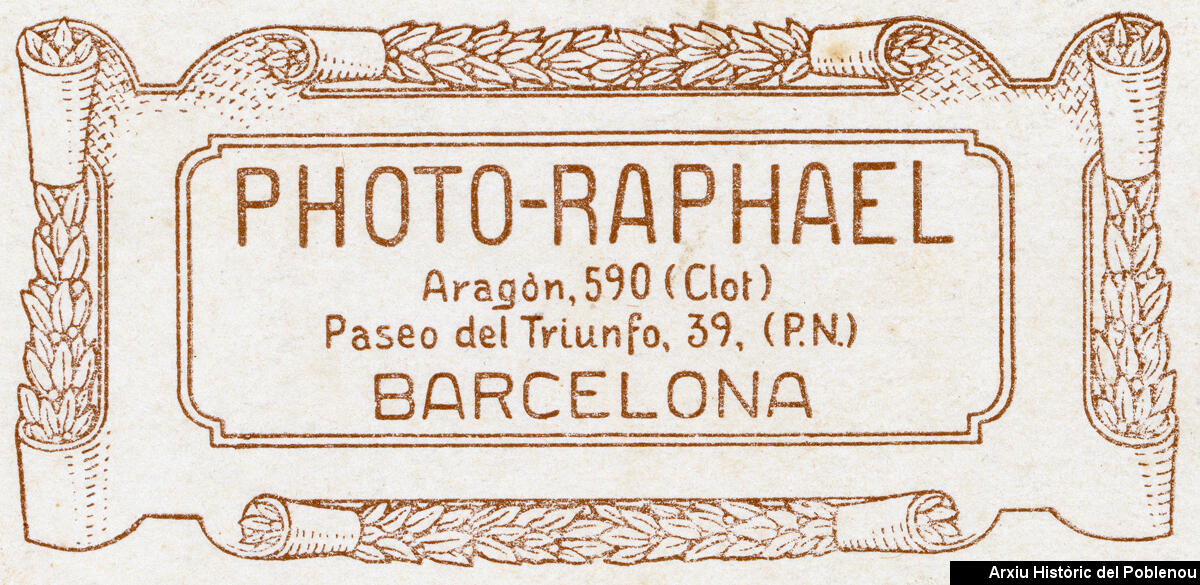 PHOTO-RAPHAEL
Aragòn, 590 (Clot)
Paseo del Triunfo, 39, (P.N.)
BARCELONA
Arxiu Històric del Poblenou